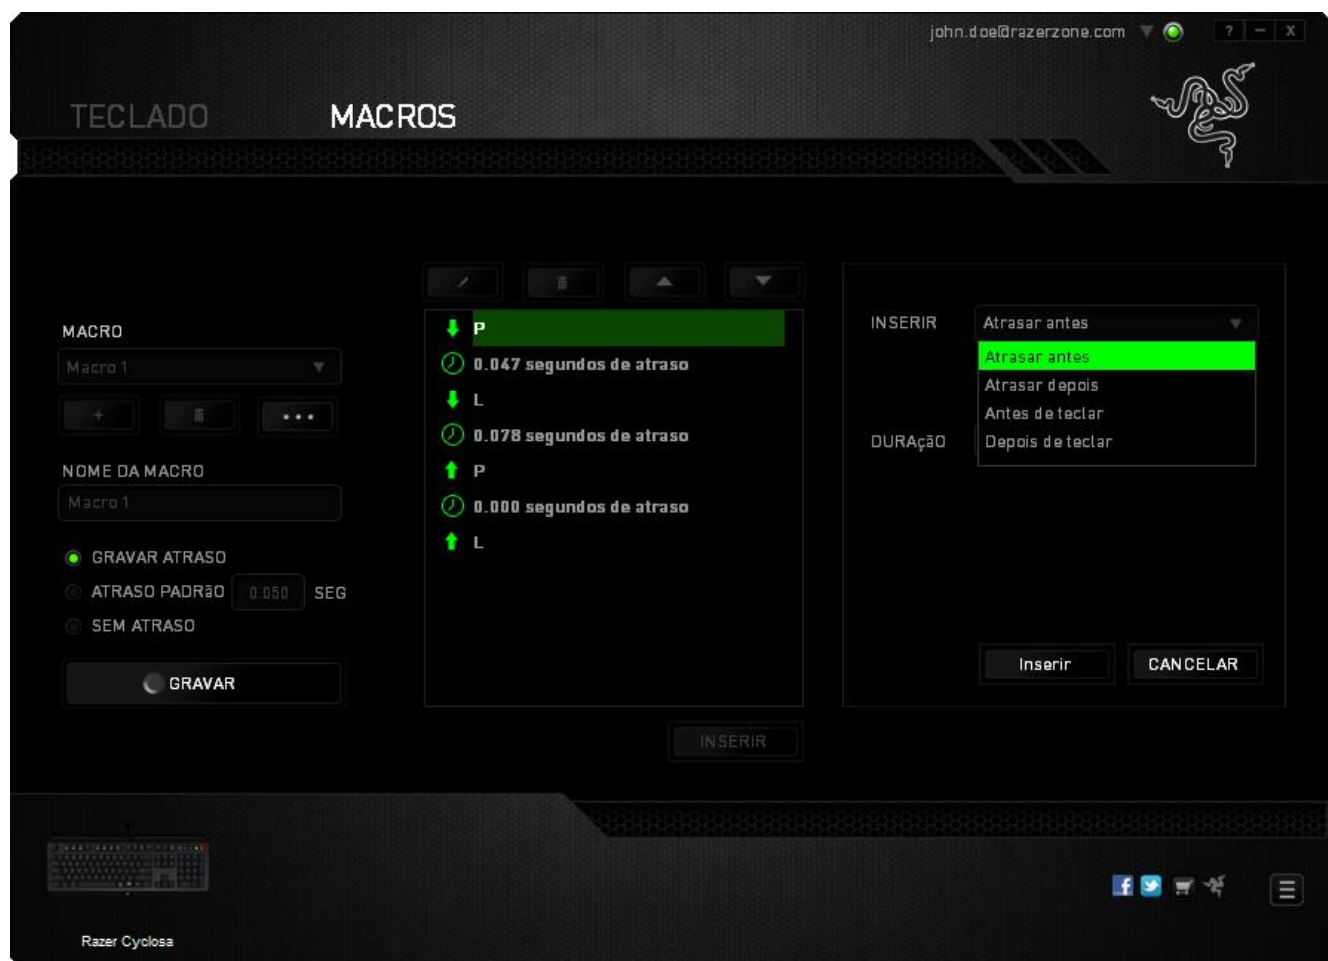 john.doe@razerzone.com
? – X
TECLADO MACROS
MACRO
Macro 1
NOME DA MACRO
Macro 1
GRAVAR ATRASO
ATRASO PADRãO 0.050 SEG
SEM ATRASO
GRAVAR
P
0.047 segundos de atraso
L
0.078 segundos de atraso
P
0.000 segundos de atraso
L
INSERIR
INSERIR Atrasar antes
Atrasar antes
Atrasar depois
Antes de teclar
DURAçãO Depois de teclar
Inserir CANCELAR
Razer Cyclosa